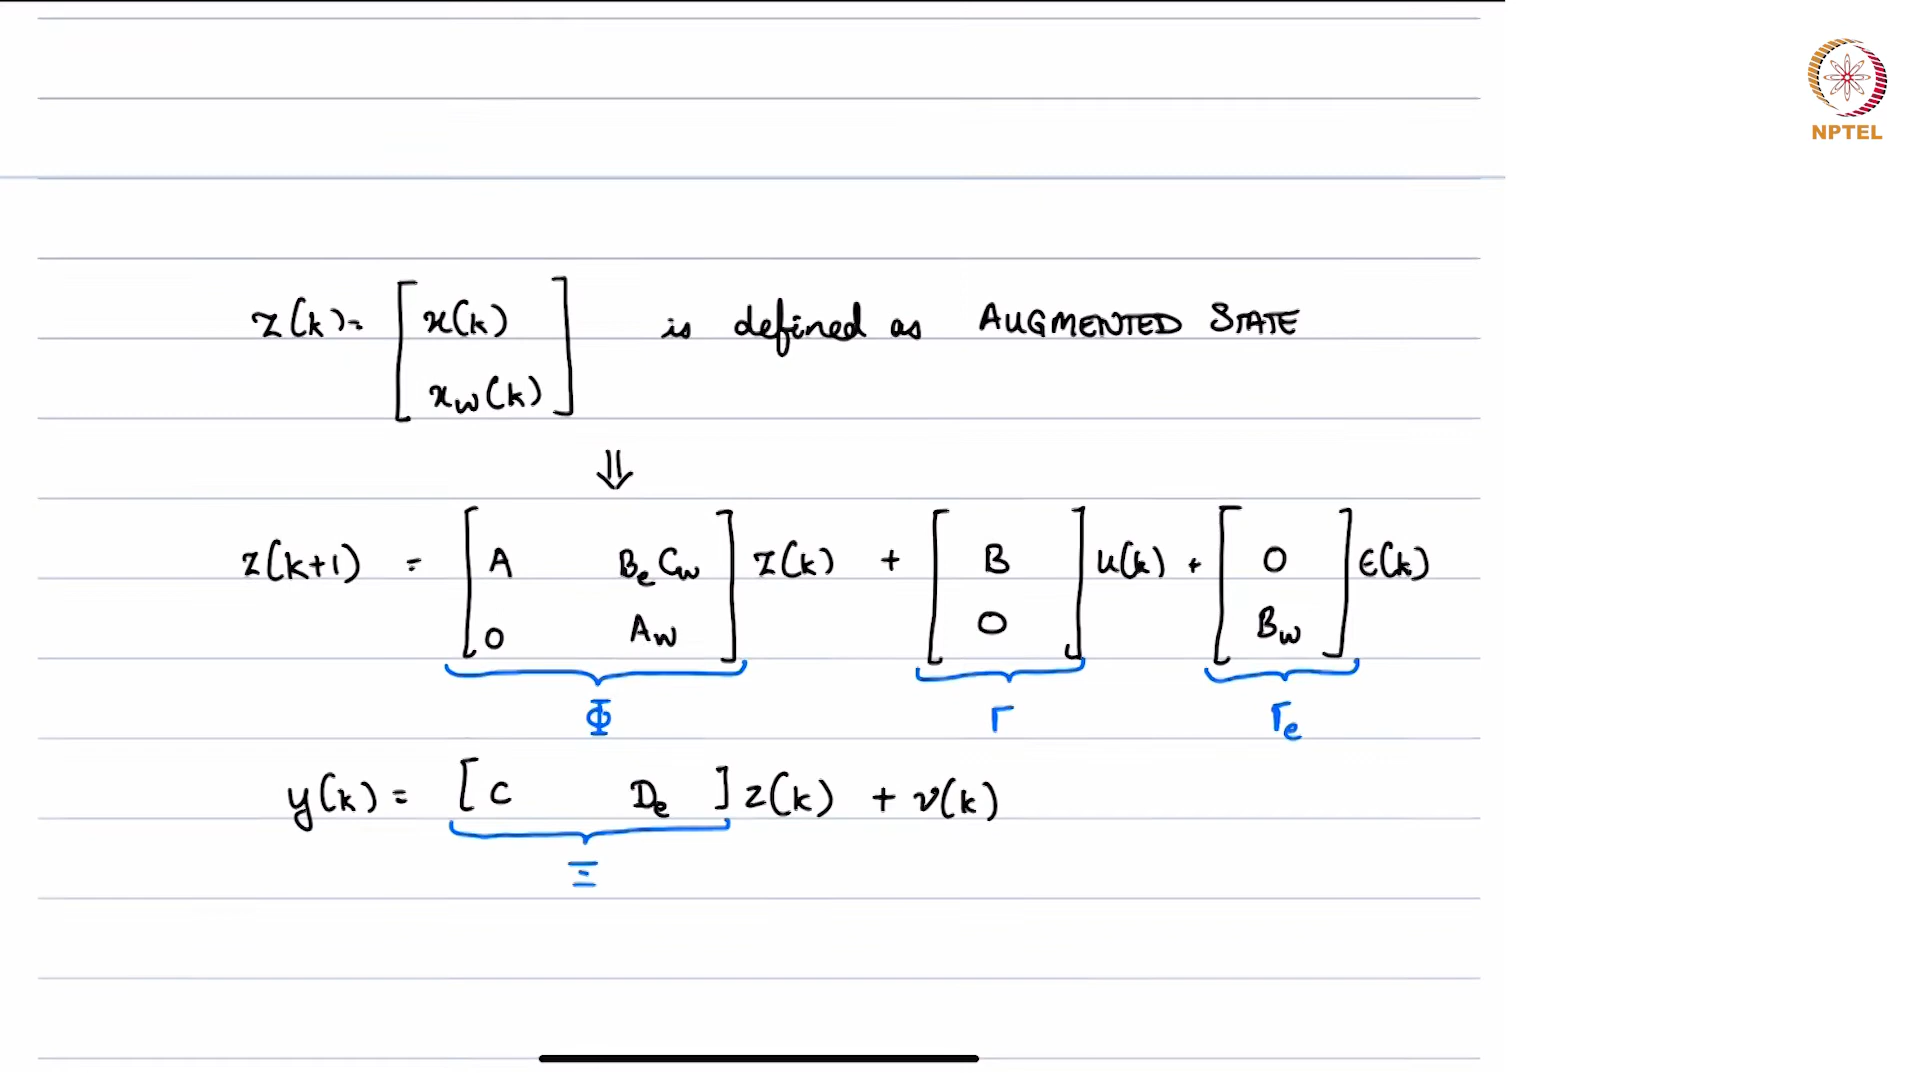 NPTEL
z(k) = [ x(k) ; x_w(k) ] is defined as AUGMENTED STATE
⇓
z(k+1) = [ A B_e C_w ; 0 A_w ] z(k) + [ B ; 0 ] u(k) + [ 0 ; B_w ] ε(k)
Φ Γ Γ_e
y(k) = [ C D_e ] z(k) + v(k)
Ξ